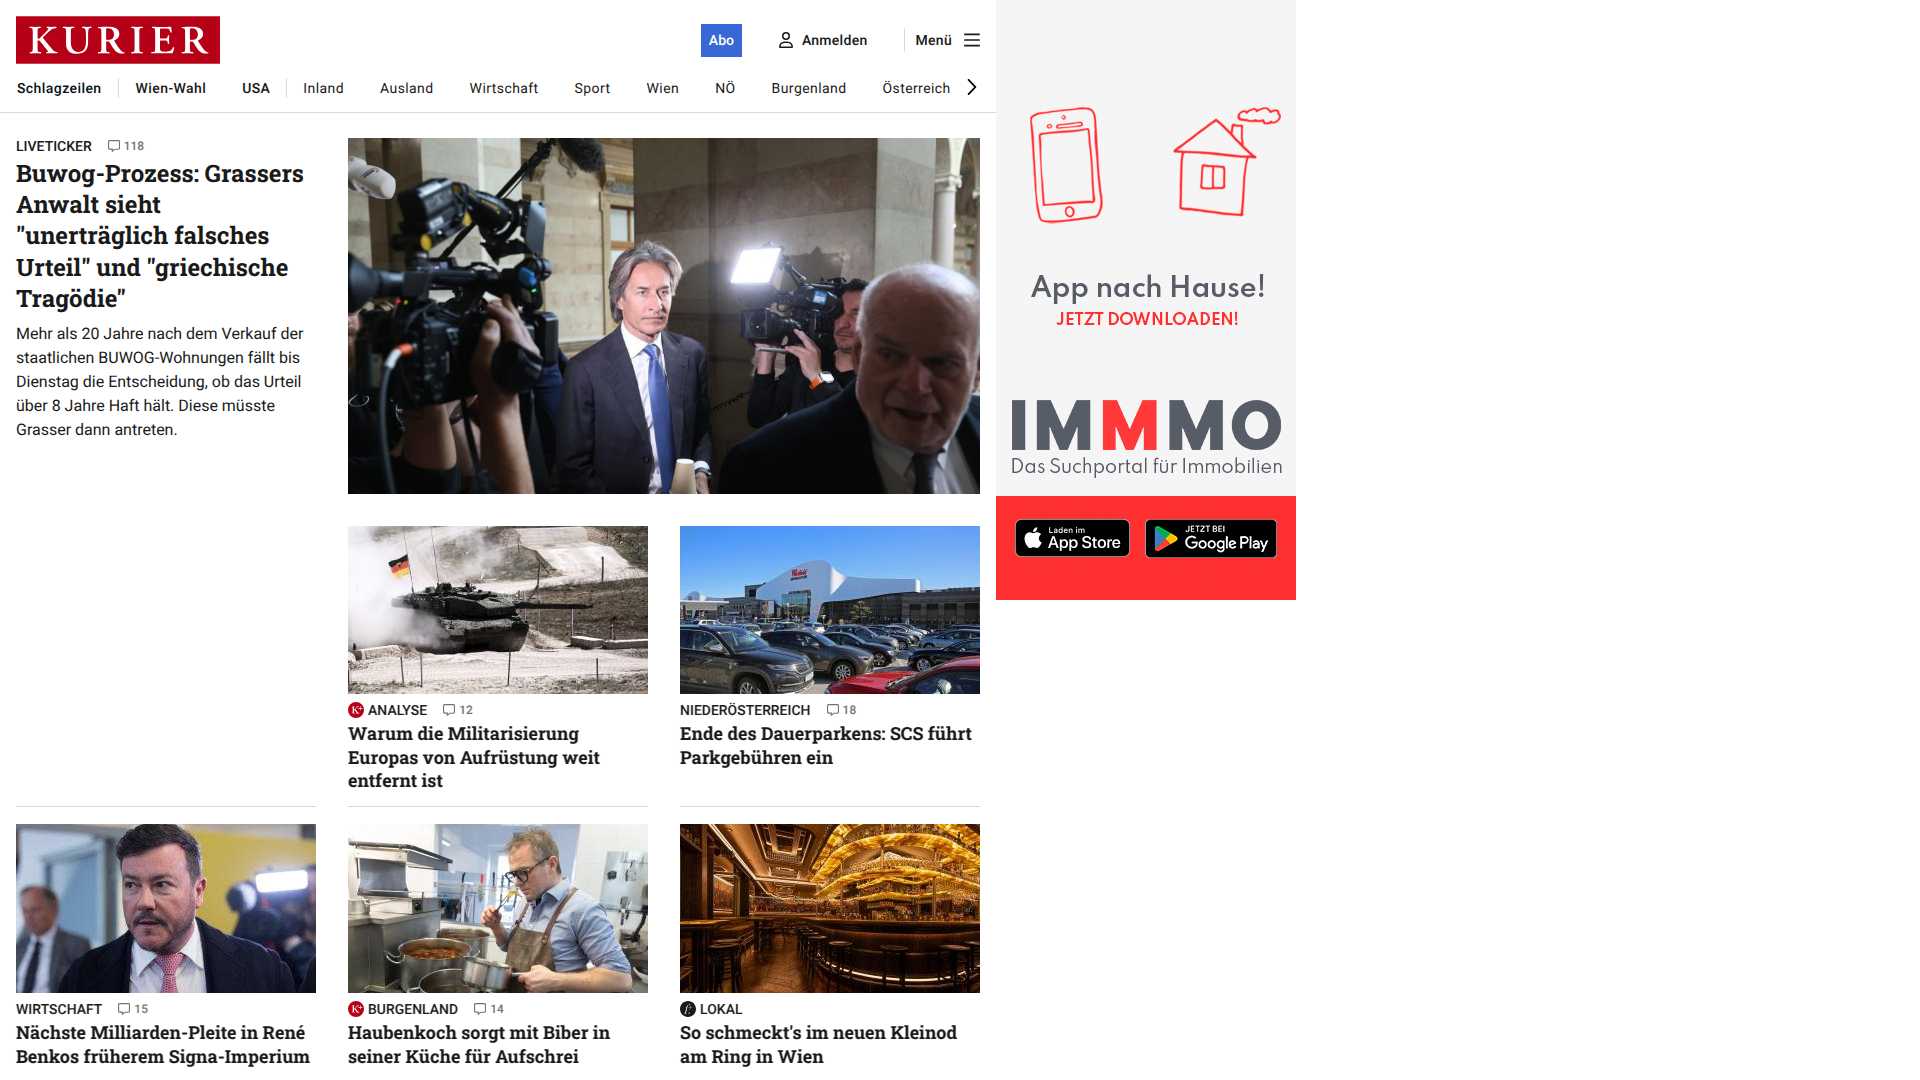 KURIER
Abo
Anmelden
Menü
Schlagzeilen
Wien-Wahl
USA
Inland
Ausland
Wirtschaft
Sport
Wien
NÖ
Burgenland
Österreich
LIVETICKER 118
Buwog-Prozess: Grassers
Anwalt sieht
"unerträglich falsches
Urteil" und "griechische
Tragödie"
Mehr als 20 Jahre nach dem Verkauf der
staatlichen BUWOG-Wohnungen fällt bis
Dienstag die Entscheidung, ob das Urteil
über 8 Jahre Haft hält. Diese müsste
Grasser dann antreten.
K+ ANALYSE 12
Warum die Militarisierung
Europas von Aufrüstung weit
entfernt ist
NIEDERÖSTERREICH 18
Ende des Dauerparkens: SCS führt
Parkgebühren ein
WIRTSCHAFT 15
Nächste Milliarden-Pleite in René
Benkos früherem Signa-Imperium
K+ BURGENLAND 14
Haubenkoch sorgt mit Biber in
seiner Küche für Aufschrei
LOKAL
So schmeckt's im neuen Kleinod
am Ring in Wien
App nach Hause!
JETZT DOWNLOADEN!
IMMMO
Das Suchportal für Immobilien
Laden im
App Store
JETZT BEI
Google Play